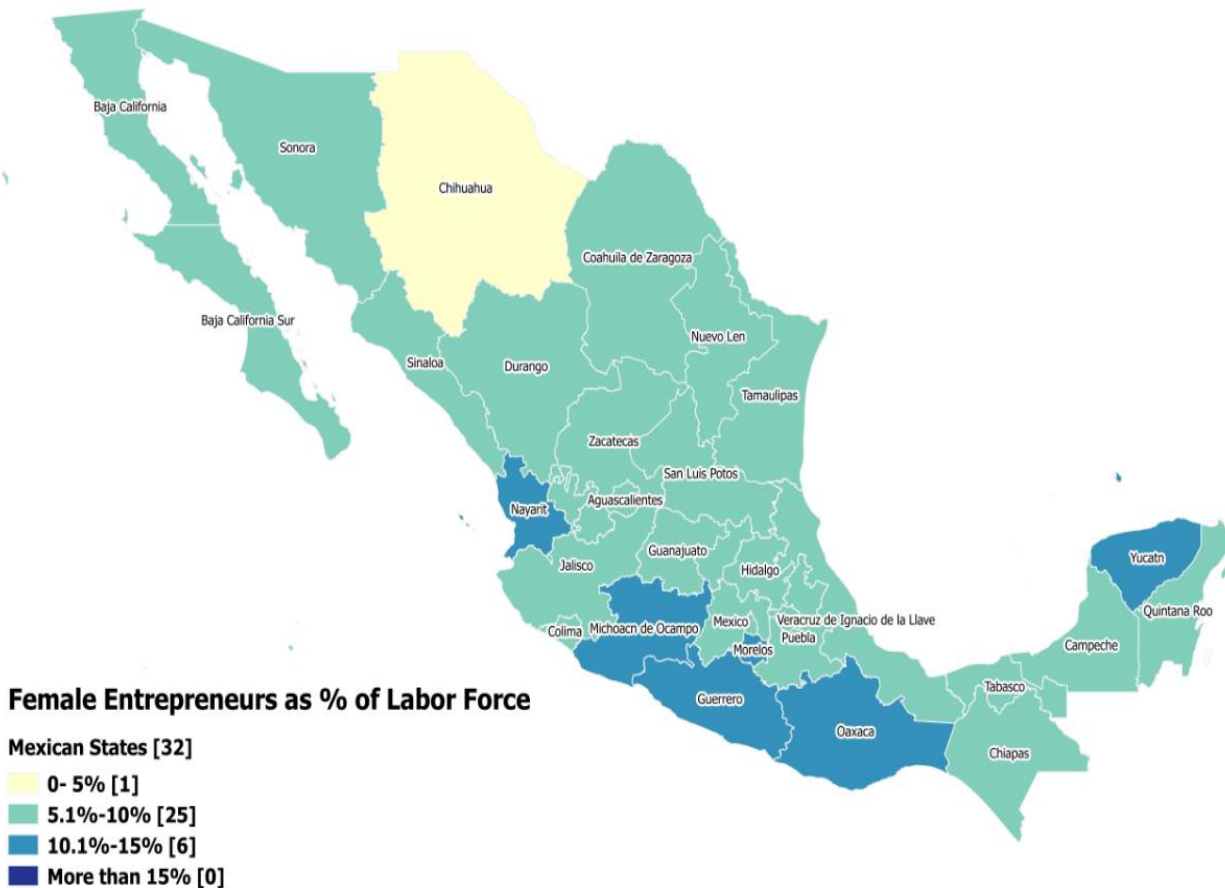 Baja California
Sonora
Chihuahua
Coahuila de Zaragoza
Baja California Sur
Nuevo Len
Sinaloa
Durango
Tamaulipas
Zacatecas
San Luis Potos
Aguascalientes
Nayarit
Guanajuato
Yucatn
Jalisco
Hidalgo
Quintana Roo
Mexico
Veracruz de Ignacio de la Llave
Colima
Michoacn de Ocampo
Puebla
Campeche
Morelos
Tabasco
Guerrero
Oaxaca
Chiapas
Female Entrepreneurs as % of Labor Force
Mexican States [32]
0- 5% [1]
5.1%-10% [25]
10.1%-15% [6]
More than 15% [0]